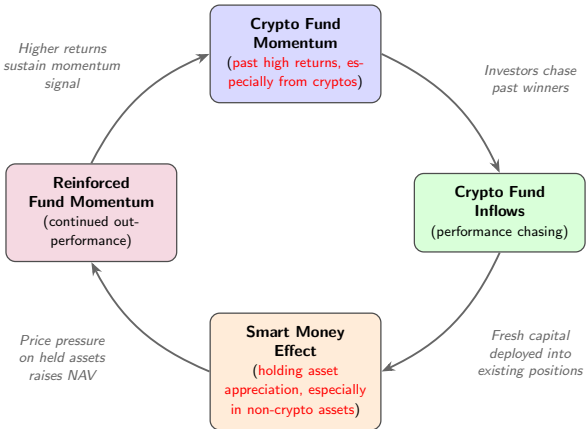 Crypto Fund
Momentum
(past high returns, es-
pecially from cryptos)
Investors chase
past winners
Crypto Fund
Inflows
(performance chasing)
Fresh capital
deployed into
existing positions
Smart Money
Effect
(holding asset
appreciation, especially
in non-crypto assets)
Price pressure
on held assets
raises NAV
Reinforced
Fund Momentum
(continued out-
performance)
Higher returns
sustain momentum
signal